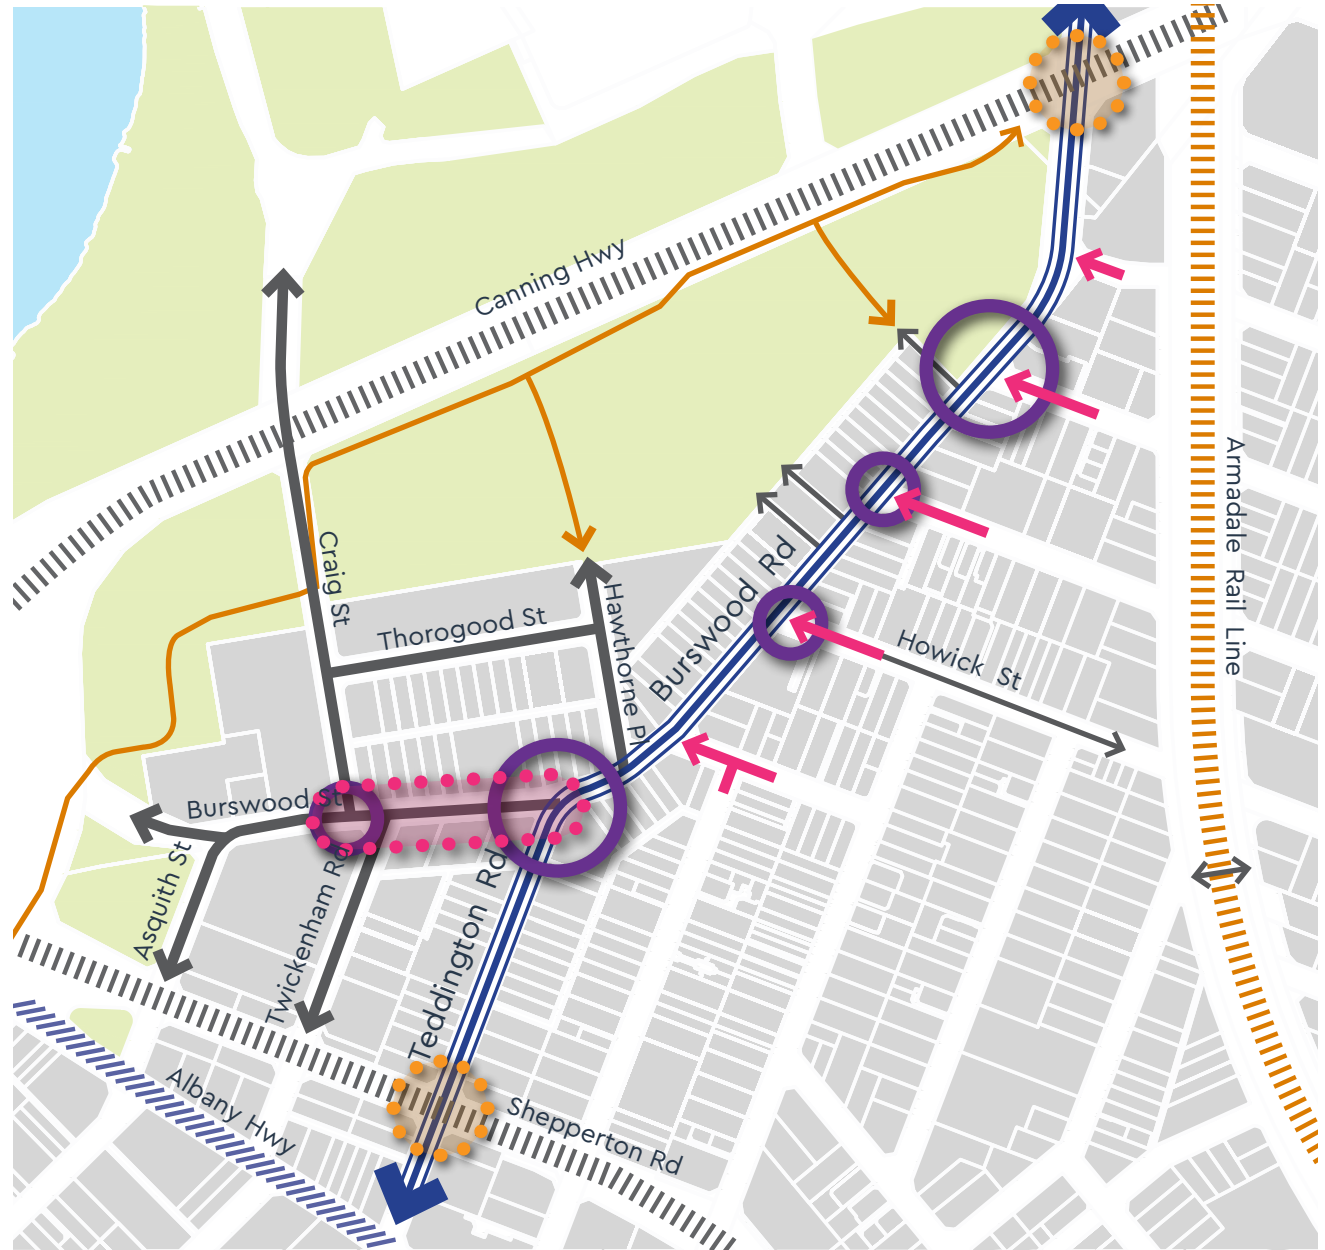 Canning Hwy
Armadale Rail Line
Craig St
Thorogood St
Hawthorne Pl
Burswood Rd
Howick St
Burswood St
Asquith St
Twickenham Rd
Teddington Rd
Albany Hwy
Shepperton Rd